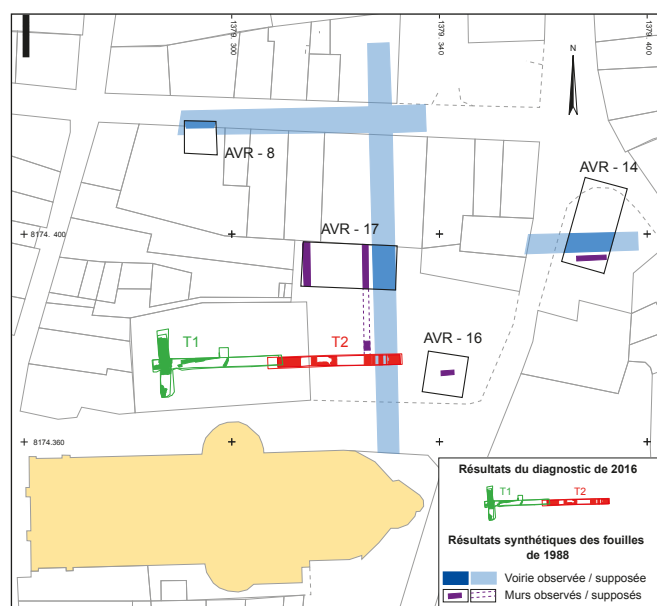 1379. 300
1379. 340
1379. 400
N
AVR - 8
AVR - 14
AVR - 17
8174. 400
T1
T2
AVR - 16
8174.360
Résultats du diagnostic de 2016
T1
T2
Résultats synthétiques des fouilles
de 1988
Voirie observée / supposée
Murs observés / supposés